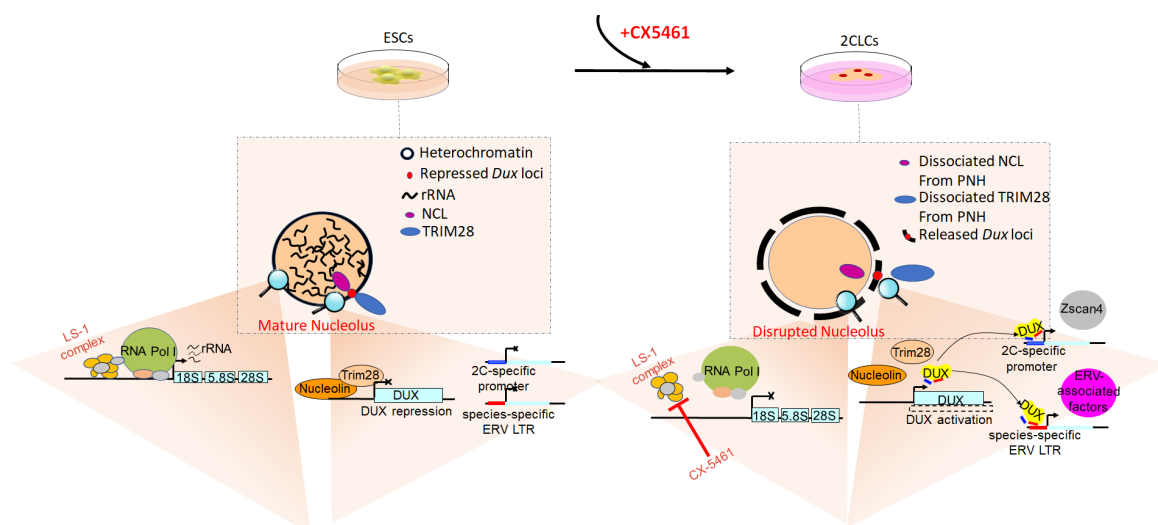 ESCs
+CX5461
2CLCs
Heterochromatin
Repressed Dux loci
rRNA
NCL
TRIM28
Mature Nucleolus
LS-1
complex
RNA Pol I
rRNA
18S
5.8S
28S
Trim28
Nucleolin
DUX
DUX repression
2C-specific
promoter
species-specific
ERV LTR
Dissociated NCL
From PNH
Dissociated TRIM28
From PNH
Released Dux loci
Disrupted Nucleolus
LS-1
complex
RNA Pol I
18S
5.8S
28S
CX-5461
Trim28
Nucleolin
DUX
DUX
DUX activation
DUX
Zscan4
2C-specific
promoter
ERV-
associated
factors
DUX
species-specific
ERV LTR